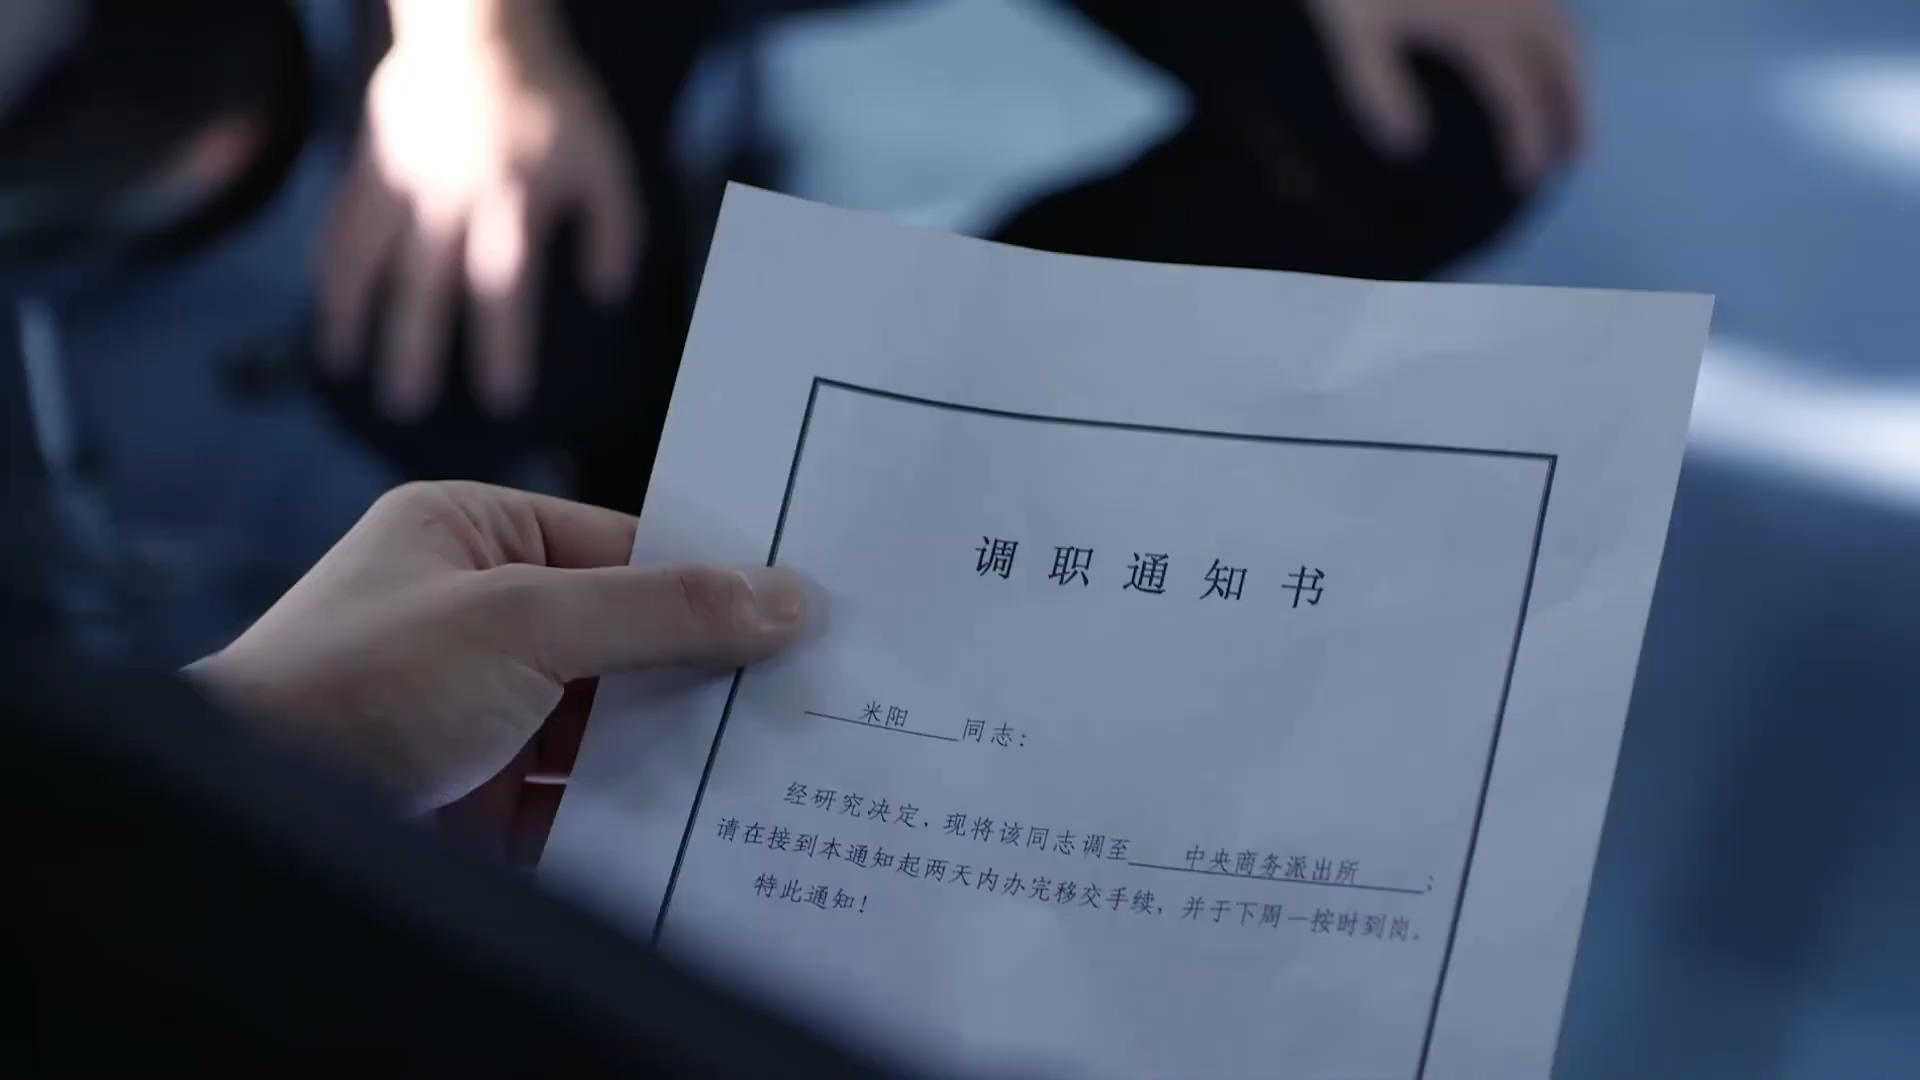 调职通知书
米阳 同志：
经研究决定，现将该同志调至 中央商务派出所 ；
请在接到本通知起两天内办完移交手续，并于下周一按时到岗。
特此通知！